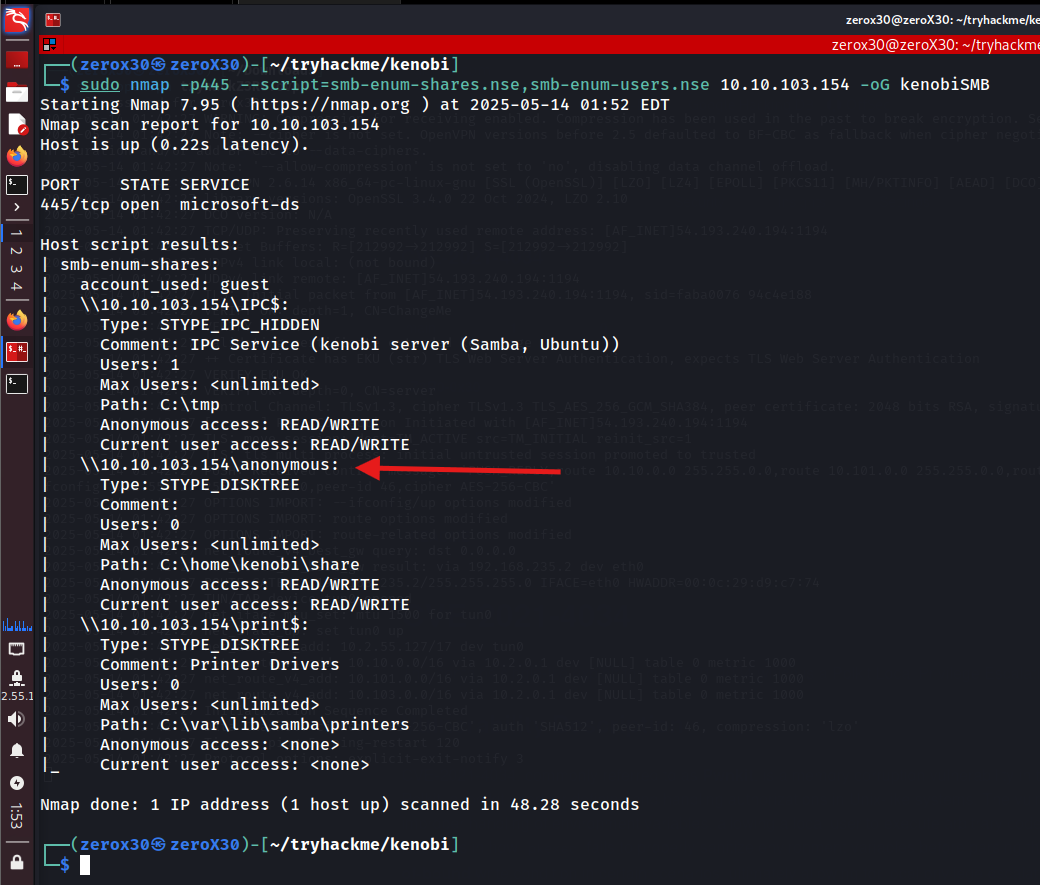 zerox30@zeroX30: ~/tryhackme/ke
zerox30@zeroX30: ~/tryhackme
┌──(zerox30㉿zeroX30)-[~/tryhackme/kenobi]
└─$ sudo nmap -p445 --script=smb-enum-shares.nse,smb-enum-users.nse 10.10.103.154 -oG kenobiSMB
Starting Nmap 7.95 ( https://nmap.org ) at 2025-05-14 01:52 EDT
Nmap scan report for 10.10.103.154
Host is up (0.22s latency).
PORT    STATE SERVICE
445/tcp open  microsoft-ds
Host script results:
| smb-enum-shares:
|   account_used: guest
|   \\10.10.103.154\IPC$:
|     Type: STYPE_IPC_HIDDEN
|     Comment: IPC Service (kenobi server (Samba, Ubuntu))
|     Users: 1
|     Max Users: <unlimited>
|     Path: C:\tmp
|     Anonymous access: READ/WRITE
|     Current user access: READ/WRITE
|   \\10.10.103.154\anonymous:
|     Type: STYPE_DISKTREE
|     Comment:
|     Users: 0
|     Max Users: <unlimited>
|     Path: C:\home\kenobi\share
|     Anonymous access: READ/WRITE
|     Current user access: READ/WRITE
|   \\10.10.103.154\print$:
|     Type: STYPE_DISKTREE
|     Comment: Printer Drivers
|     Users: 0
|     Max Users: <unlimited>
|     Path: C:\var\lib\samba\printers
|     Anonymous access: <none>
|_    Current user access: <none>
Nmap done: 1 IP address (1 host up) scanned in 48.28 seconds
┌──(zerox30㉿zeroX30)-[~/tryhackme/kenobi]
└─$
1
2
3
4
2.55.1
1:53